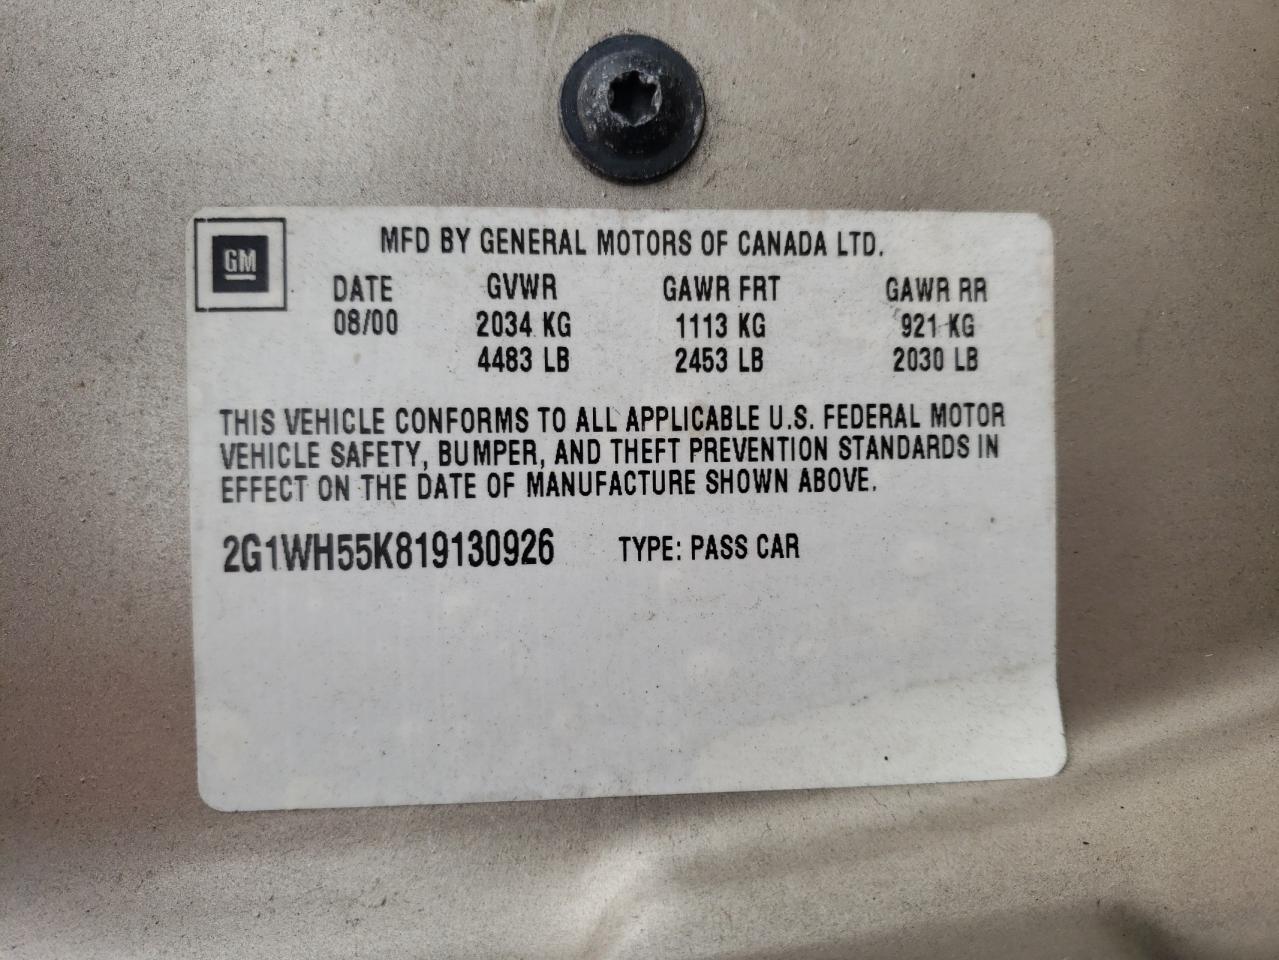 GM
MFD BY GENERAL MOTORS OF CANADA LTD.
DATE GVWR GAWR FRT GAWR RR
08/00 2034 KG 1113 KG 921 KG
4483 LB 2453 LB 2030 LB
THIS VEHICLE CONFORMS TO ALL APPLICABLE U.S. FEDERAL MOTOR
VEHICLE SAFETY, BUMPER, AND THEFT PREVENTION STANDARDS IN
EFFECT ON THE DATE OF MANUFACTURE SHOWN ABOVE.
2G1WH55K819130926 TYPE: PASS CAR